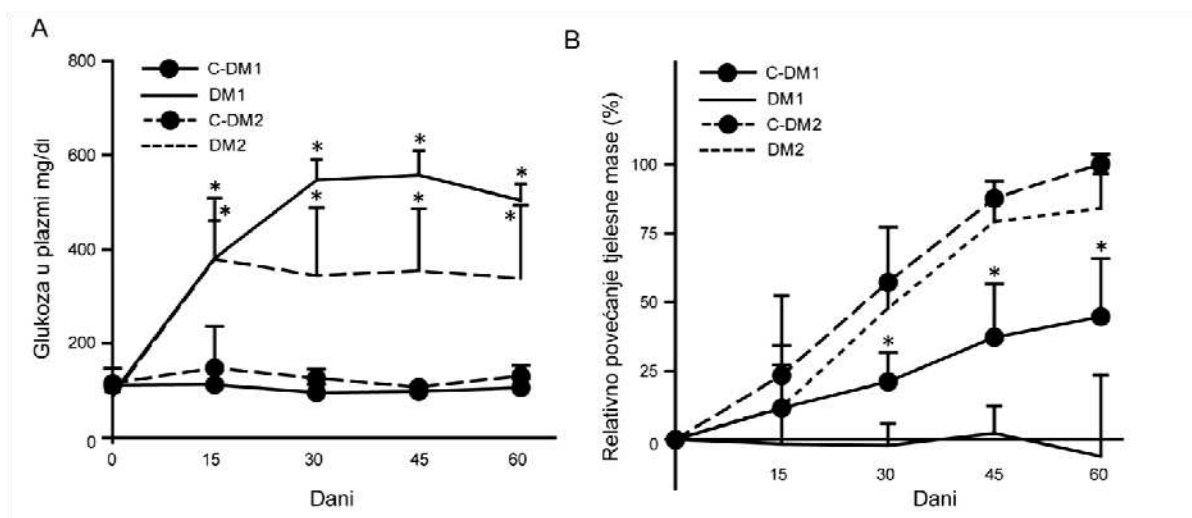 A
Glukoza u plazmi mg/dl
800
600
400
200
0
C-DM1
DM1
C-DM2
DM2
*
*
*
*
*
*
*
*
0 15 30 45 60
Dani
B
Relativno povećanje tjelesne mase (%)
100
75
50
25
0
C-DM1
DM1
C-DM2
DM2
*
*
*
15 30 45 60
Dani